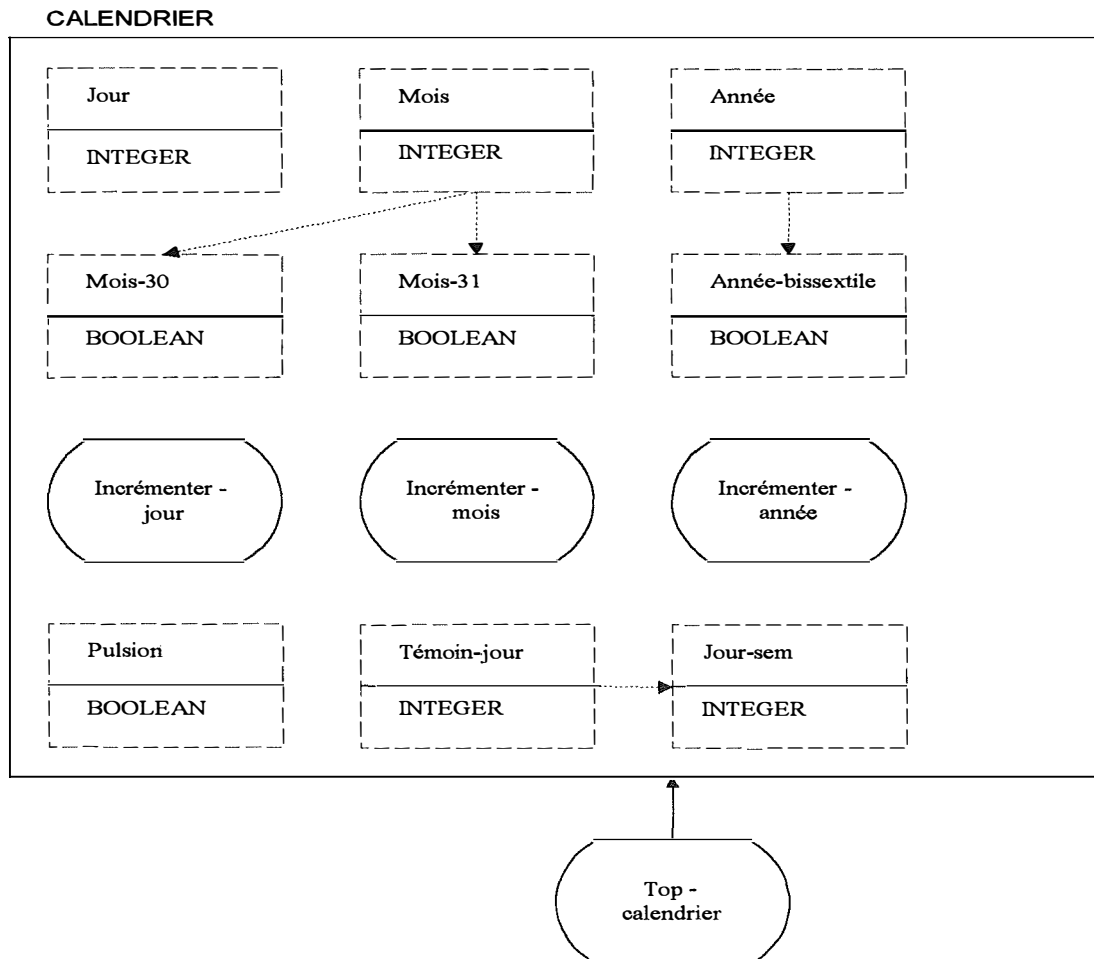 CALENDRIER
Jour
Mois
Année
INTEGER
INTEGER
INTEGER
Mois-30
Mois-31
Année-bissextile
BOOLEAN
BOOLEAN
BOOLEAN
Incrémenter -
jour
Incrémenter -
mois
Incrémenter -
année
Pulsion
Témoin-jour
Jour-sem
BOOLEAN
INTEGER
INTEGER
Top -
calendrier